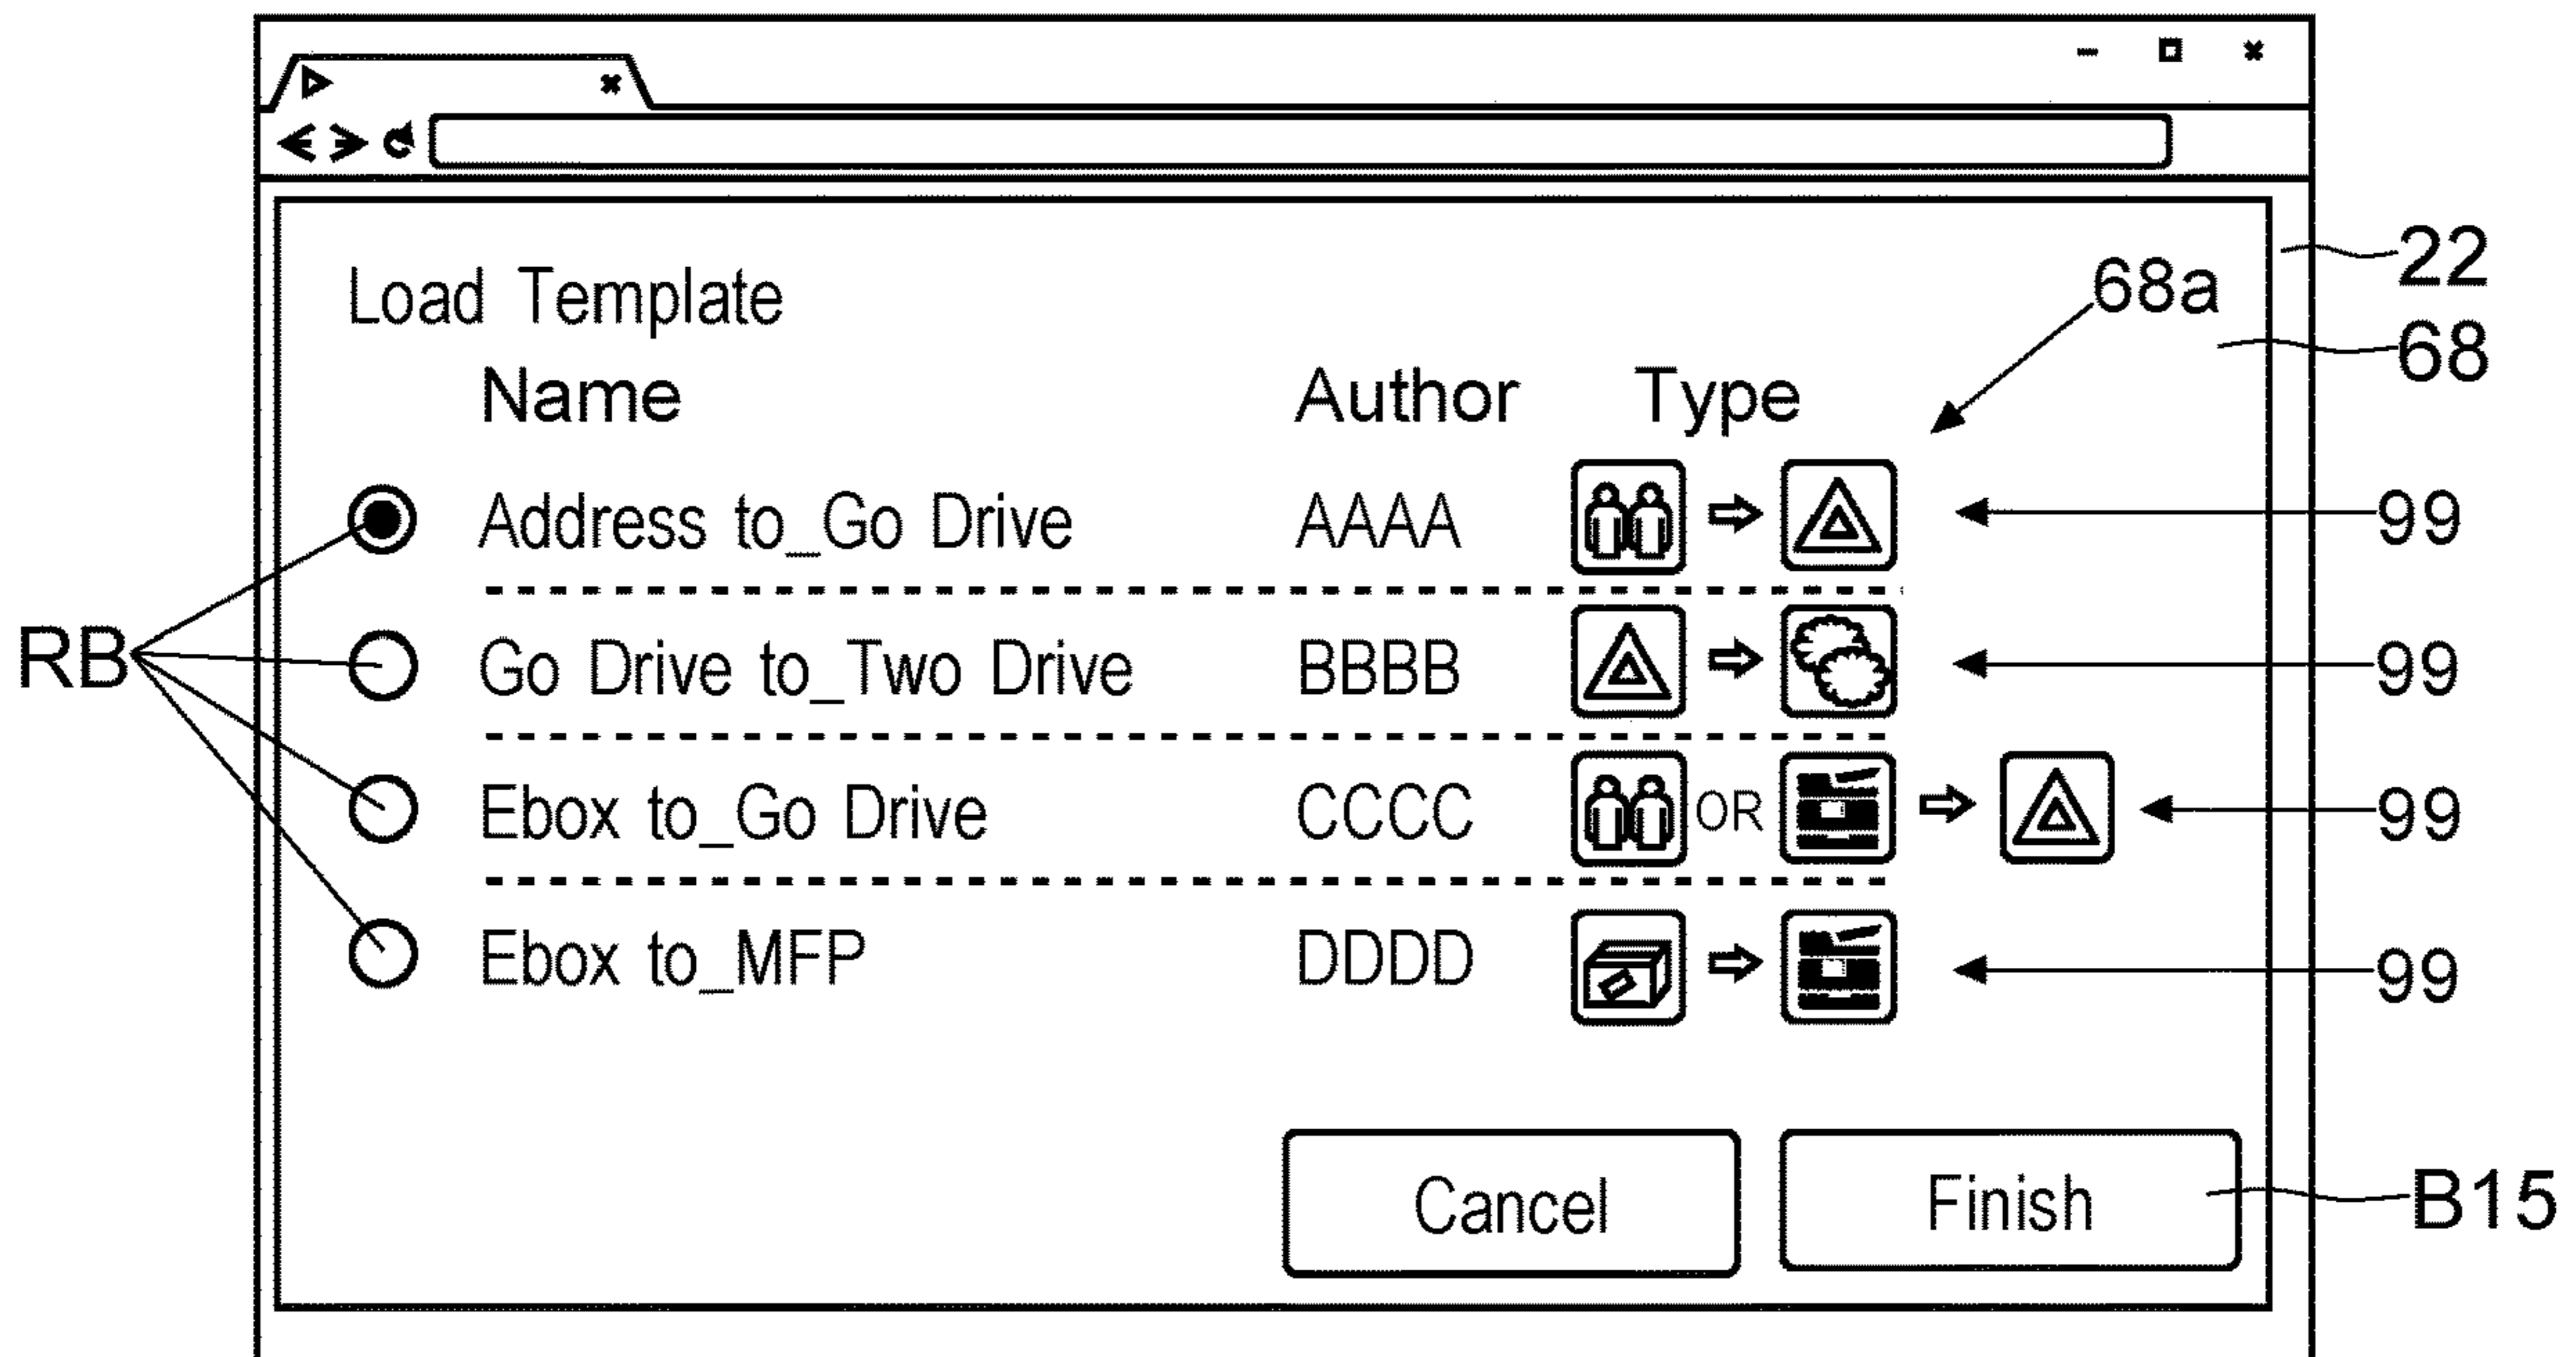 22
Load Template
68a
68
Name Author Type
Address to_Go Drive AAAA 99
RB
Go Drive to_Two Drive BBBB 99
Ebox to_Go Drive CCCC OR 99
Ebox to_MFP DDDD 99
Cancel Finish B15